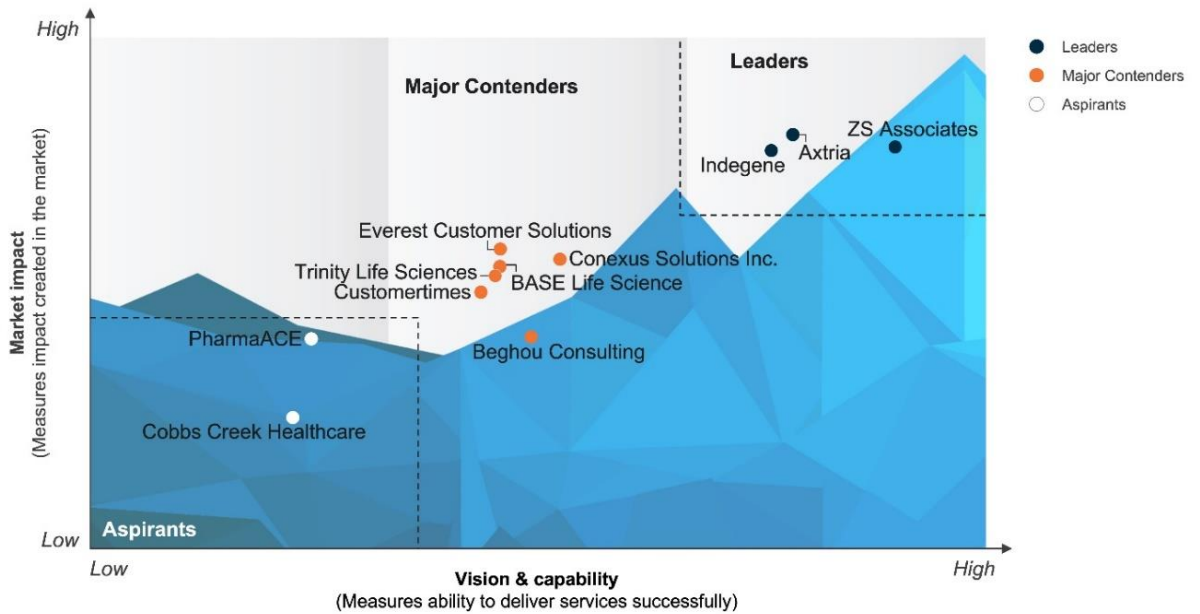 High
Market impact
(Measures impact created in the market)
Low
Major Contenders
Leaders
ZS Associates
Axtria
Indegene
Everest Customer Solutions
Conexus Solutions Inc.
Trinity Life Sciences
BASE Life Science
Customertimes
PharmaACE
Beghou Consulting
Cobbs Creek Healthcare
Aspirants
Low
High
Vision & capability
(Measures ability to deliver services successfully)
Leaders
Major Contenders
Aspirants